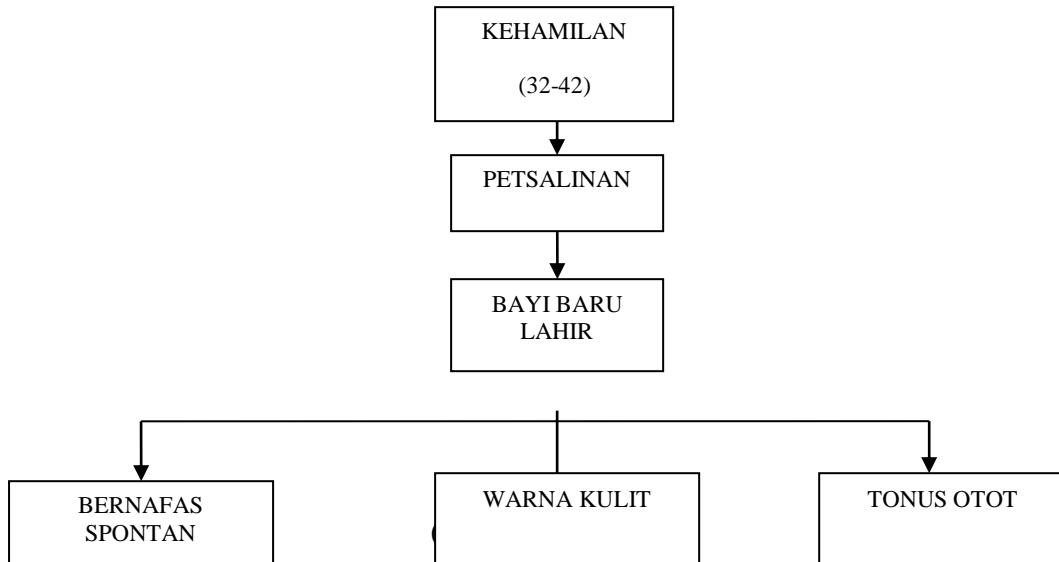 KEHAMILAN
(32-42)
PETSALINAN
BAYI BARU
LAHIR
BERNAFAS
SPONTAN
WARNA KULIT
TONUS OTOT
(